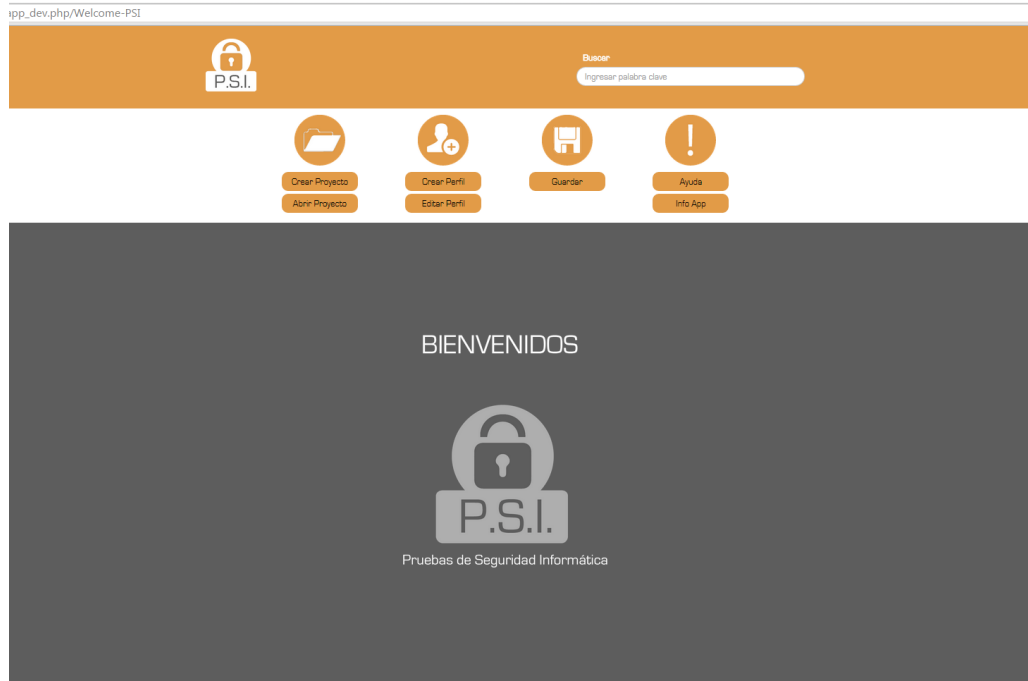 app_dev.php/Welcome-PSI
P.S.I.
Buscar
Ingresar palabra clave
Crear Proyecto
Abrir Proyecto
Crear Perfil
Editar Perfil
Guardar
Ayuda
Info App
BIENVENIDOS
P.S.I.
Pruebas de Seguridad Informática